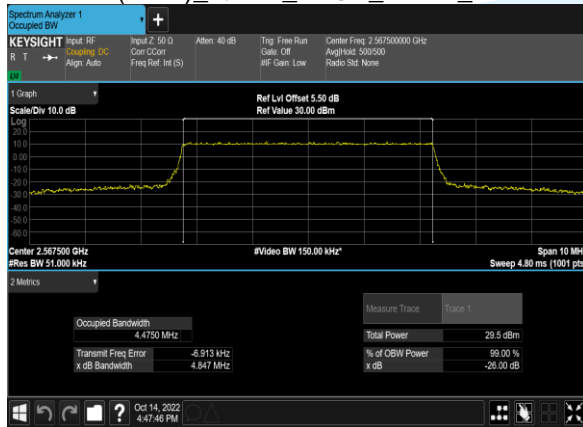 Spectrum Analyzer 1
Occupied BW
+
KEYSIGHT Input: RF Input Z: 50 Ω Atten: 40 dB Trig: Free Run Center Freq: 2.567500000 GHz
R T Coupling: DC Corr CCorr Gate: Off Avg|Hold: 500/500
Align: Auto Freq Ref: Int (S) #IF Gain: Low Radio Std: None
1 Graph
Ref Lvl Offset 5.50 dB
Scale/Div 10.0 dB Ref Value 30.00 dBm
Log
20.0
10.0
0.00
-10.0
-20.0
-30.0
-40.0
-50.0
-60.0
Center 2.567500 GHz #Video BW 150.00 kHz* Span 10 MH
#Res BW 51.000 kHz Sweep 4.80 ms (1001 pts
2 Metrics
Measure Trace Trace 1
Occupied Bandwidth
4.4750 MHz Total Power 29.5 dBm
Transmit Freq Error -6.913 kHz % of OBW Power 99.00 %
x dB Bandwidth 4.847 MHz x dB -26.00 dB
? Oct 14, 2022
4:47:46 PM